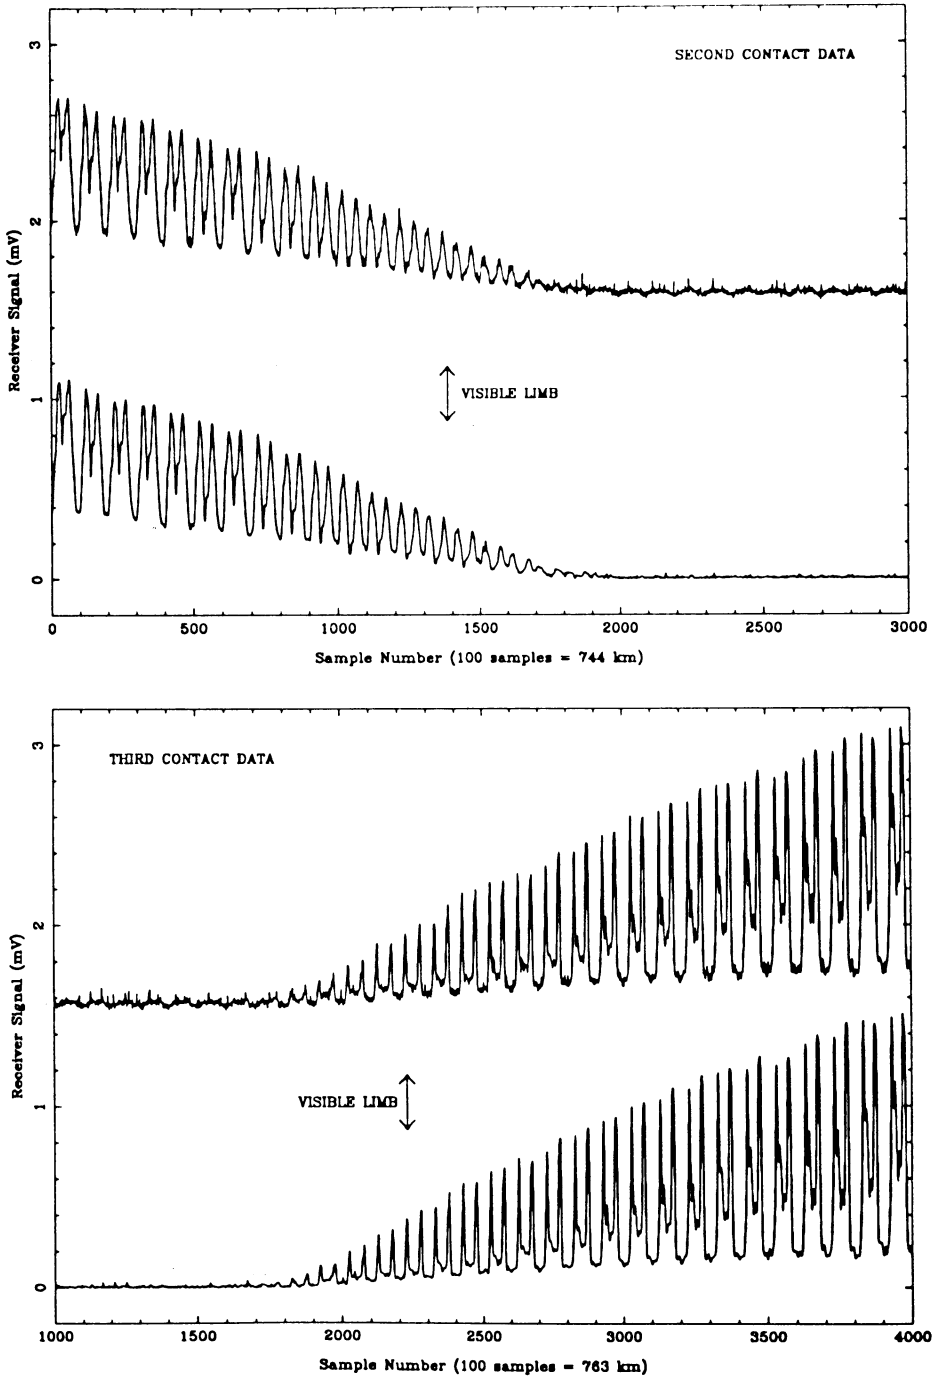 3
SECOND CONTACT DATA
2
Receiver Signal (mV)
VISIBLE LIMB
1
0
0 500 1000 1500 2000 2500 3000
Sample Number (100 samples = 744 km)
3
THIRD CONTACT DATA
2
Receiver Signal (mV)
VISIBLE LIMB
1
0
1000 1500 2000 2500 3000 3500 4000
Sample Number (100 samples = 763 km)